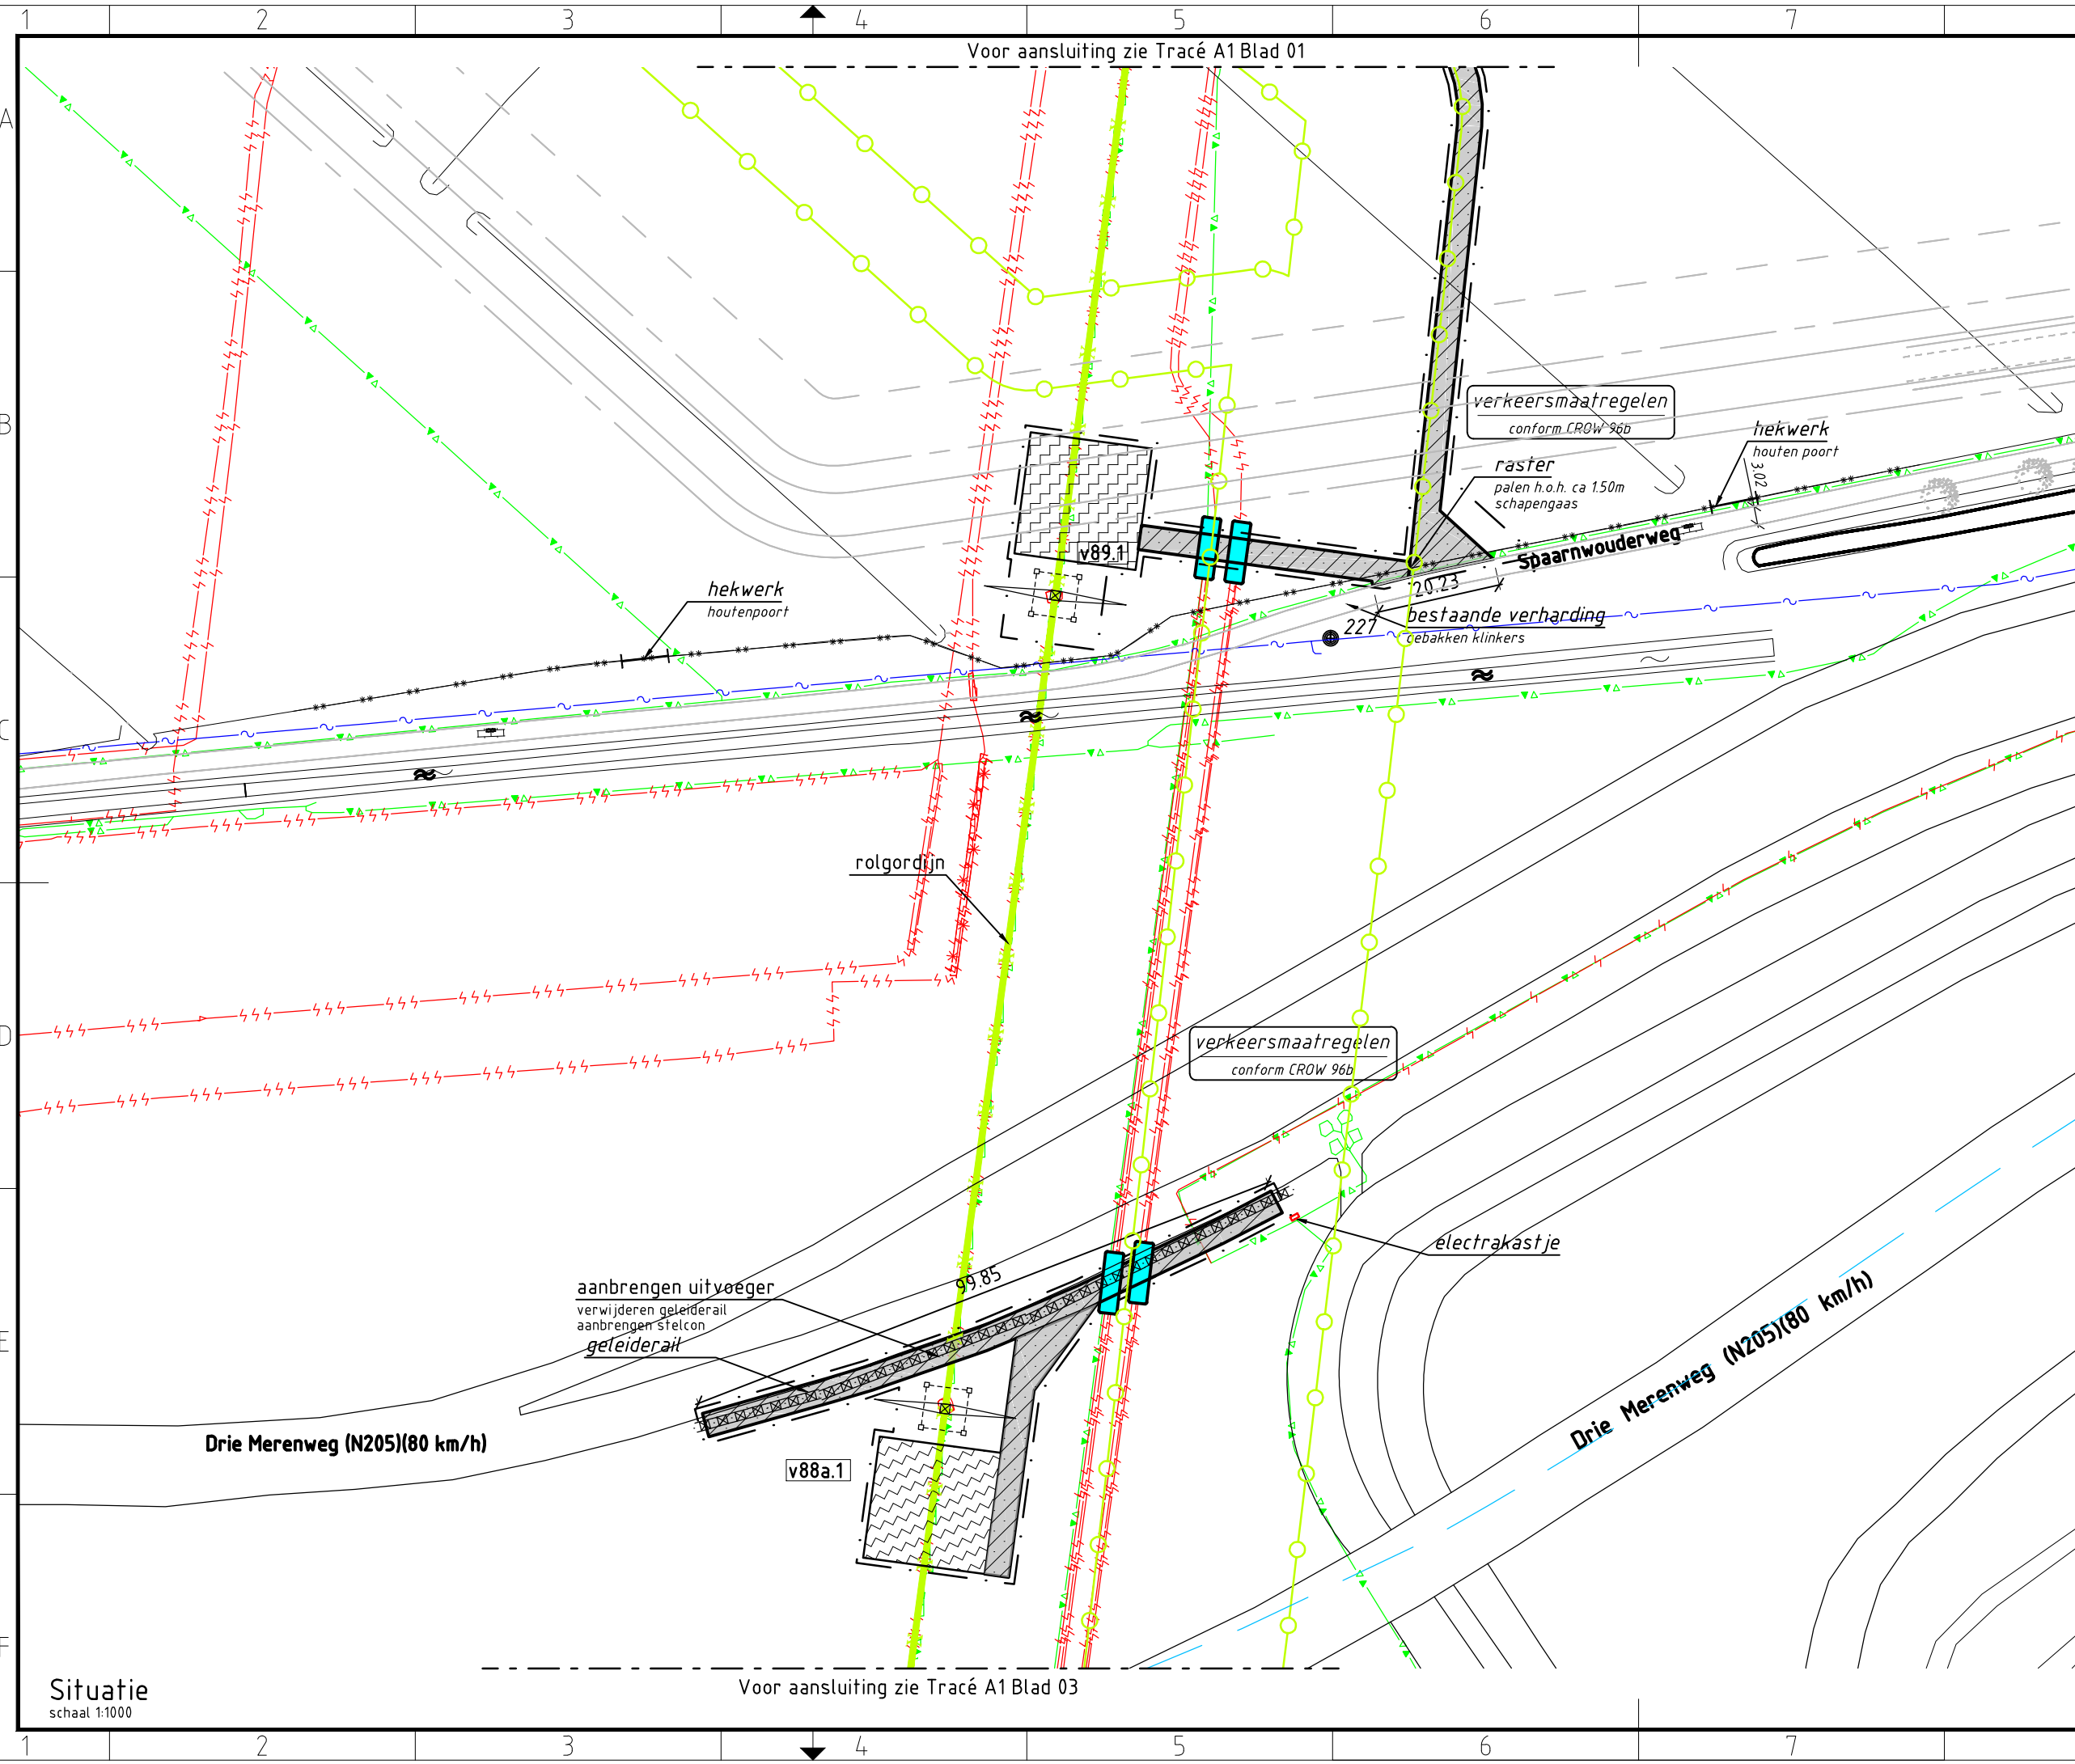 1 2 3 4 5 6 7
Voor aansluiting zie Tracé A1 Blad 01
A
B
C
D
E
F
verkeersmaatregelen
conform CROW 96b
hekwerk
houten poort
3.02
raster
palen h.o.h. ca 1.50m
schapengaas
v89.1
Spaarnwouderweg
20.23
hekwerk
houtenpoort
bestaande verharding
gebakken klinkers
227
rolgordijn
verkeersmaatregelen
conform CROW 96b
electrakastje
99.85
aanbrengen uitvoeger
verwijderen geleiderail
aanbrengen stelcon
geleiderail
Drie Merenweg (N205)(80 km/h)
Drie Merenweg (N205)(80 km/h)
v88a.1
Situatie
schaal 1:1000
Voor aansluiting zie Tracé A1 Blad 03
1 2 3 4 5 6 7